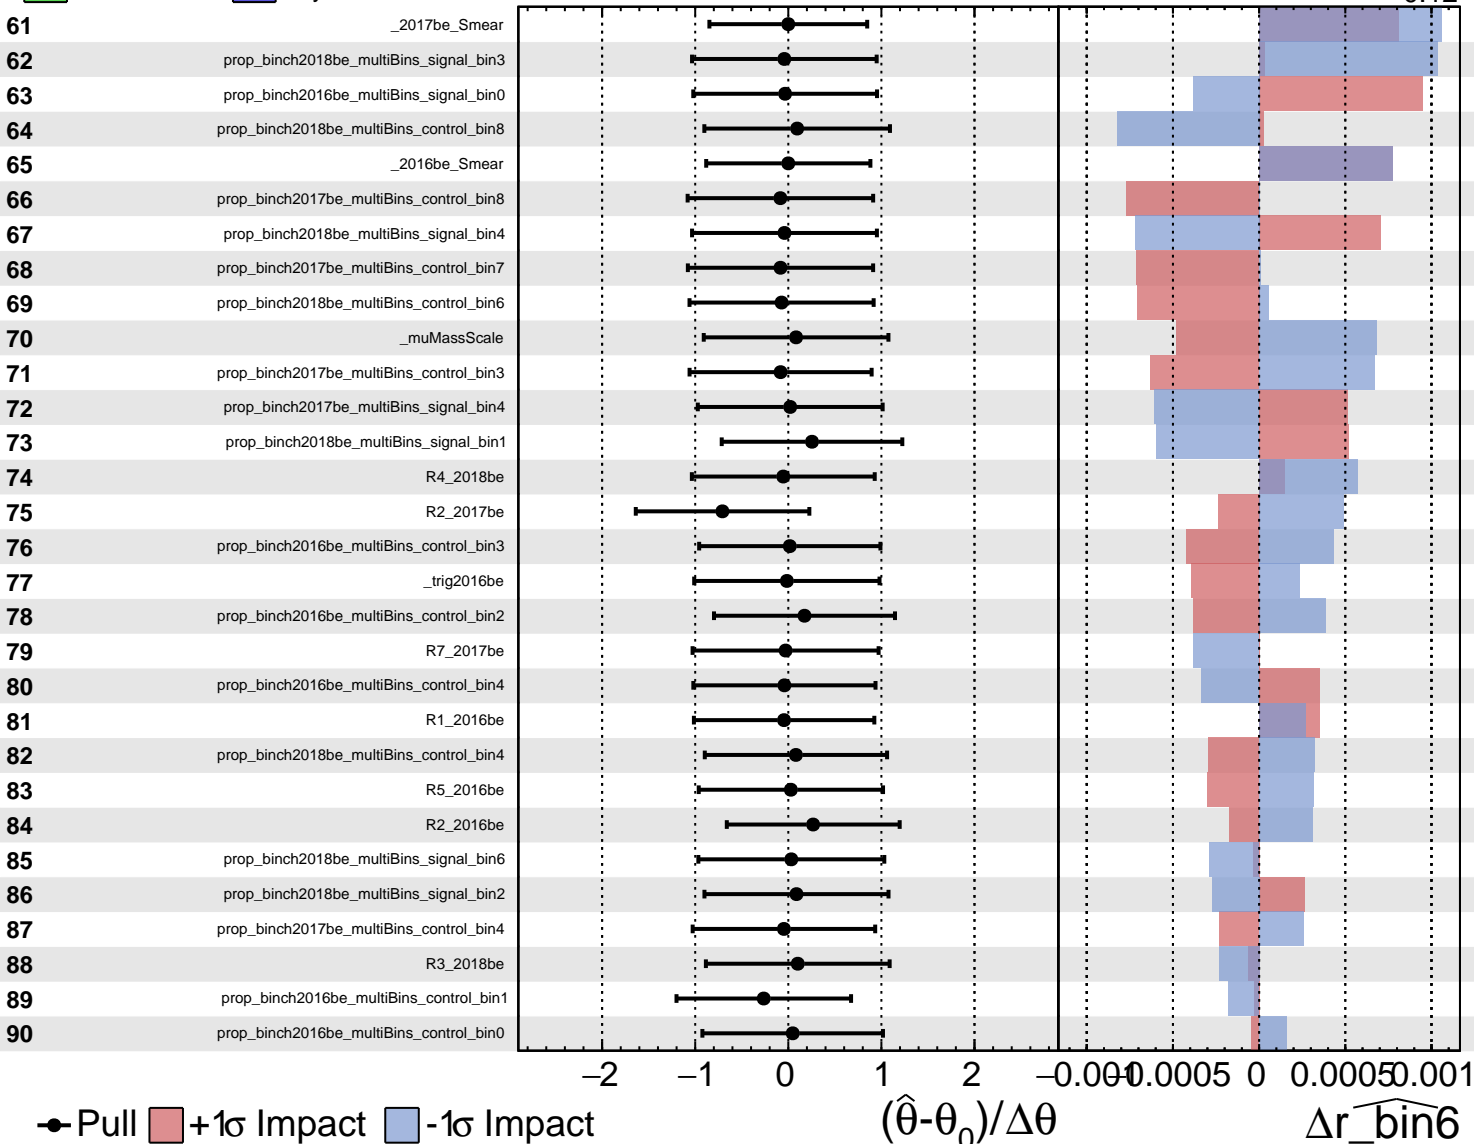 61 _2017be_Smear
62 prop_binch2018be_multiBins_signal_bin3
63 prop_binch2016be_multiBins_signal_bin0
64 prop_binch2018be_multiBins_control_bin8
65 _2016be_Smear
66 prop_binch2017be_multiBins_control_bin8
67 prop_binch2018be_multiBins_signal_bin4
68 prop_binch2017be_multiBins_control_bin7
69 prop_binch2018be_multiBins_control_bin6
70 _muMassScale
71 prop_binch2017be_multiBins_control_bin3
72 prop_binch2017be_multiBins_signal_bin4
73 prop_binch2018be_multiBins_signal_bin1
74 R4_2018be
75 R2_2017be
76 prop_binch2016be_multiBins_control_bin3
77 _trig2016be
78 prop_binch2016be_multiBins_control_bin2
79 R7_2017be
80 prop_binch2016be_multiBins_control_bin4
81 R1_2016be
82 prop_binch2018be_multiBins_control_bin4
83 R5_2016be
84 R2_2016be
85 prop_binch2018be_multiBins_signal_bin6
86 prop_binch2018be_multiBins_signal_bin2
87 prop_binch2017be_multiBins_control_bin4
88 R3_2018be
89 prop_binch2016be_multiBins_control_bin1
90 prop_binch2016be_multiBins_control_bin0
−2 −1 0 1 2 −0.001 −0.0005 0 0.0005 0.001
Pull +1σ Impact -1σ Impact (θ̂-θ₀)/Δθ Δr_bin6